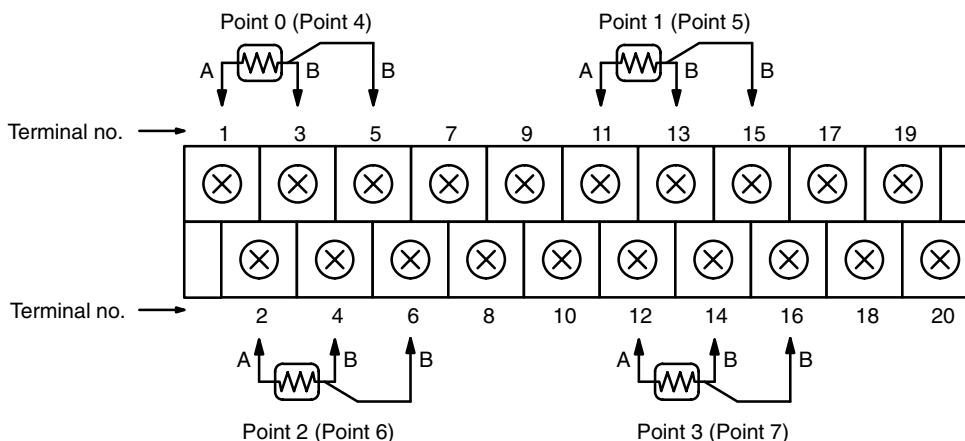 Point 0 (Point 4) Point 1 (Point 5)
A B B A B B
Terminal no. 1 3 5 7 9 11 13 15 17 19
Terminal no. 2 4 6 8 10 12 14 16 18 20
A B B A B B
Point 2 (Point 6) Point 3 (Point 7)